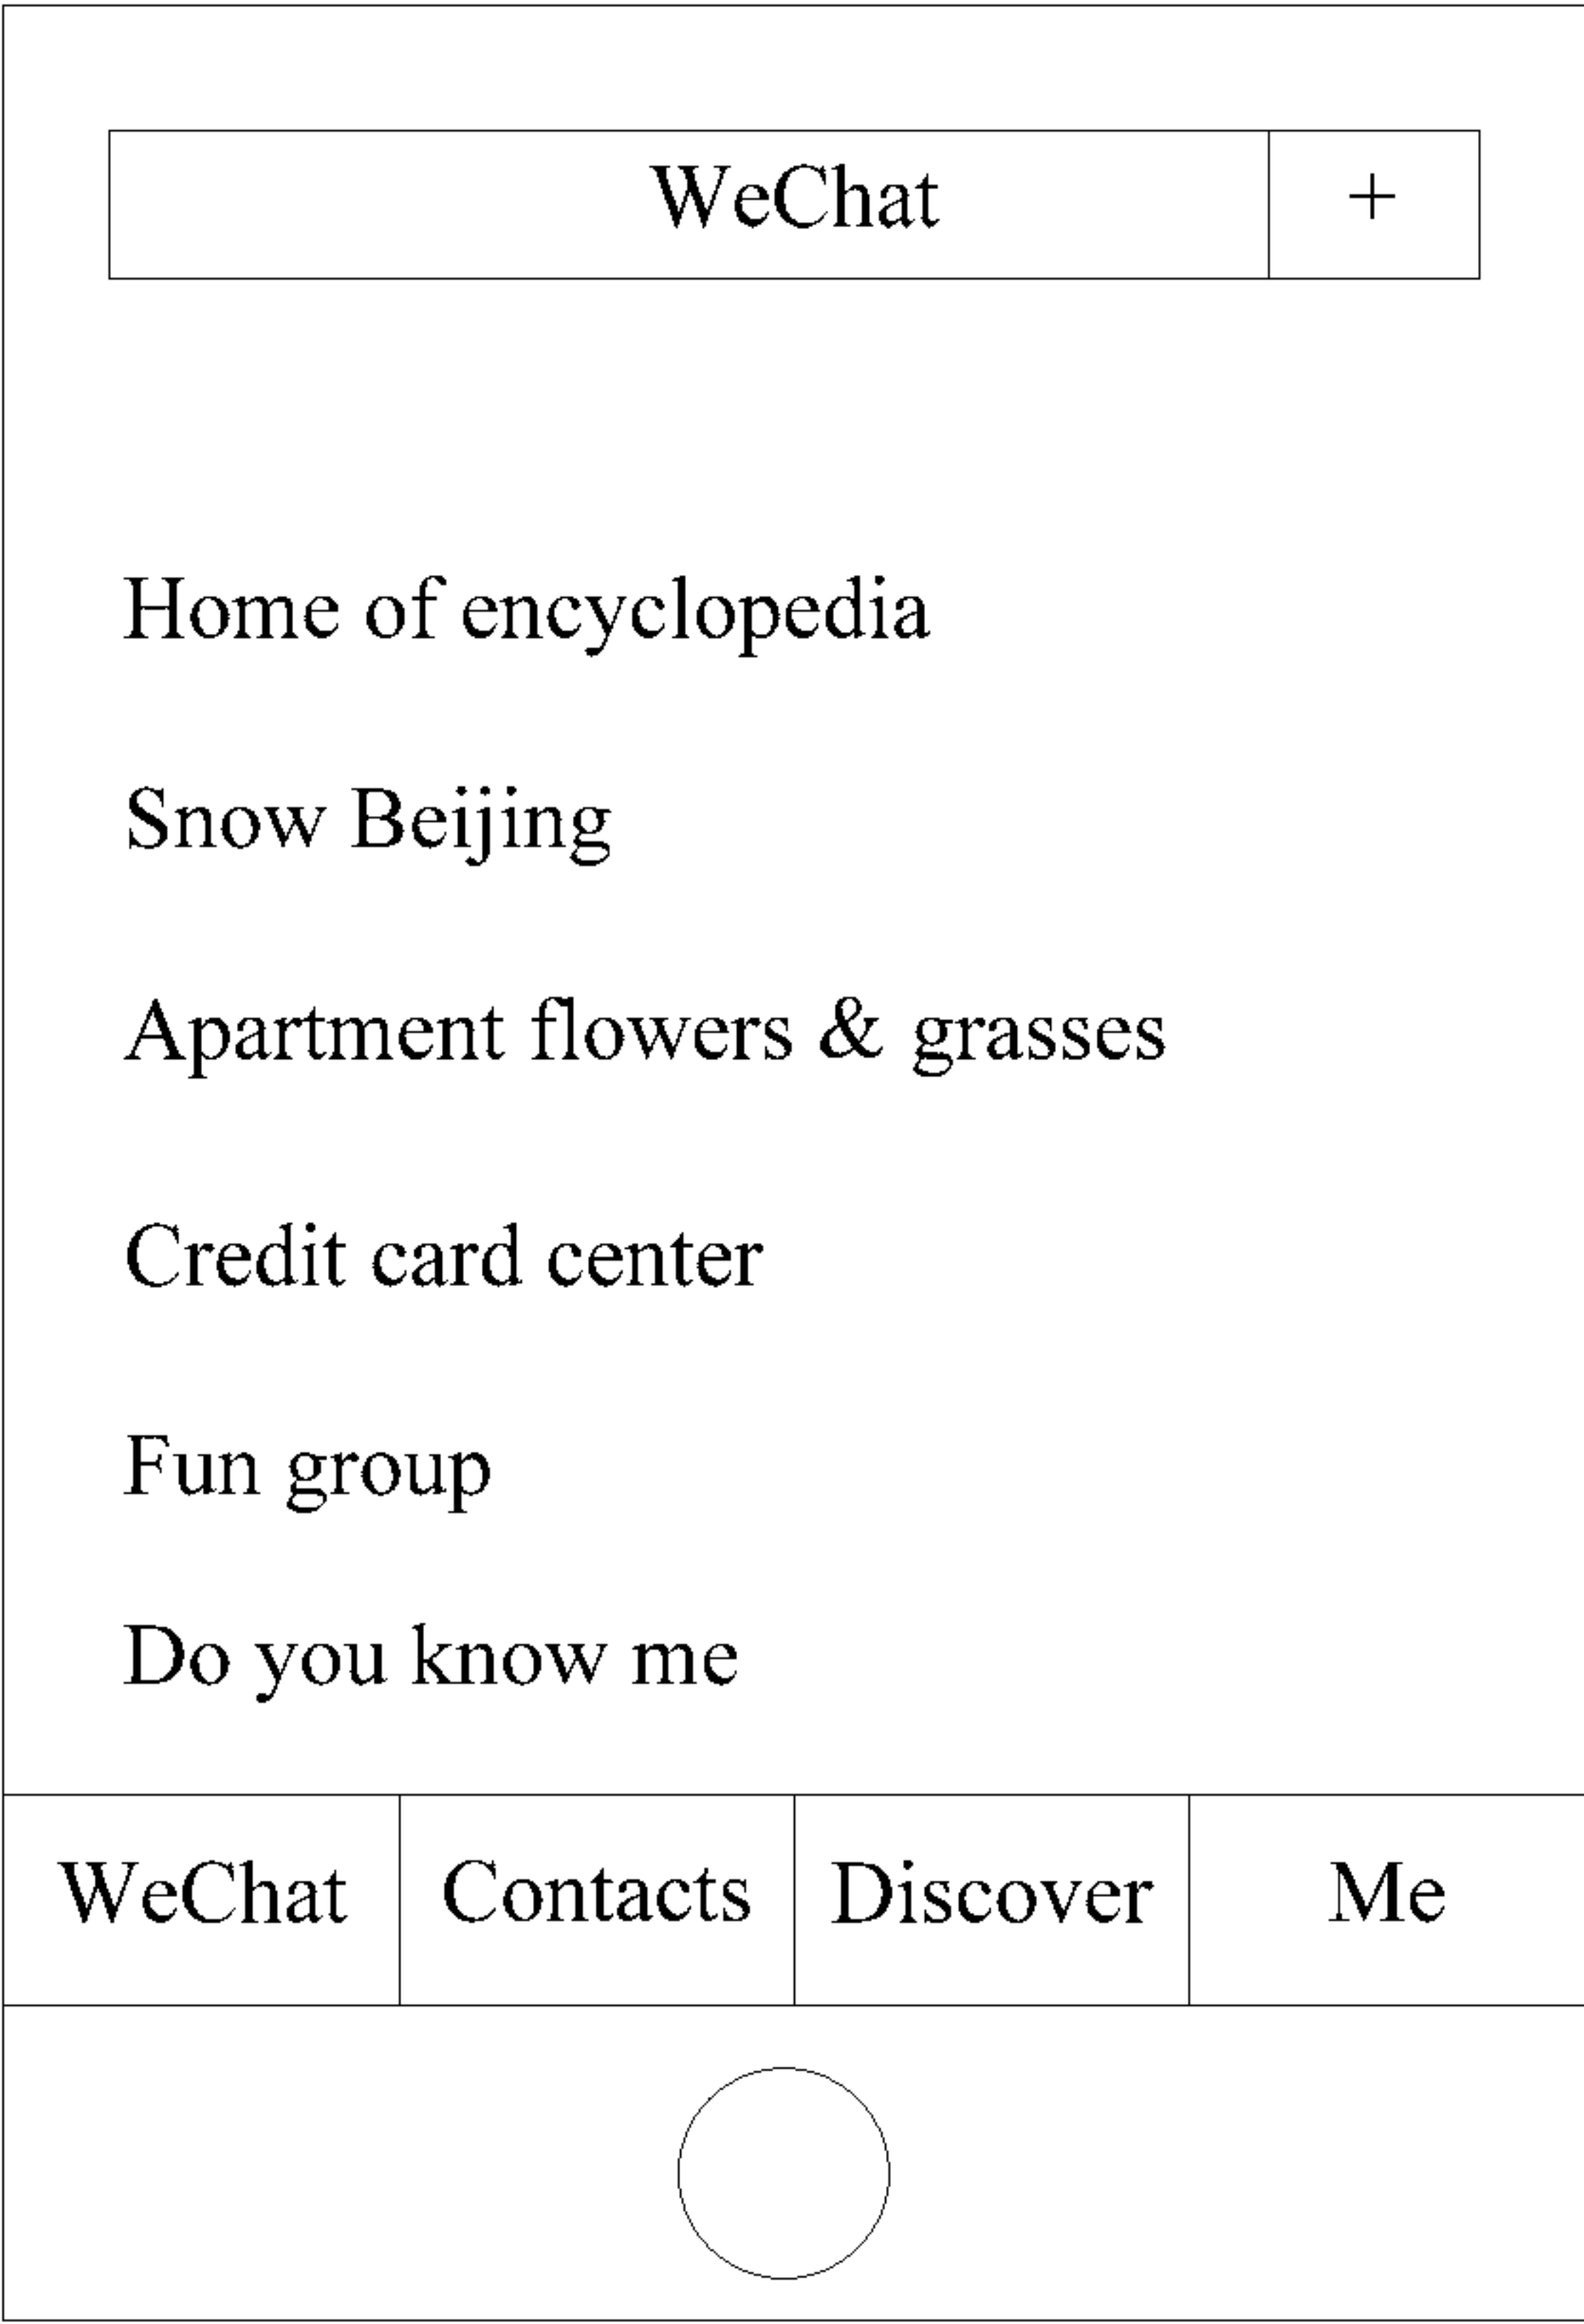 WeChat +
Home of encyclopedia
Snow Beijing
Apartment flowers & grasses
Credit card center
Fun group
Do you know me
WeChat Contacts Discover Me